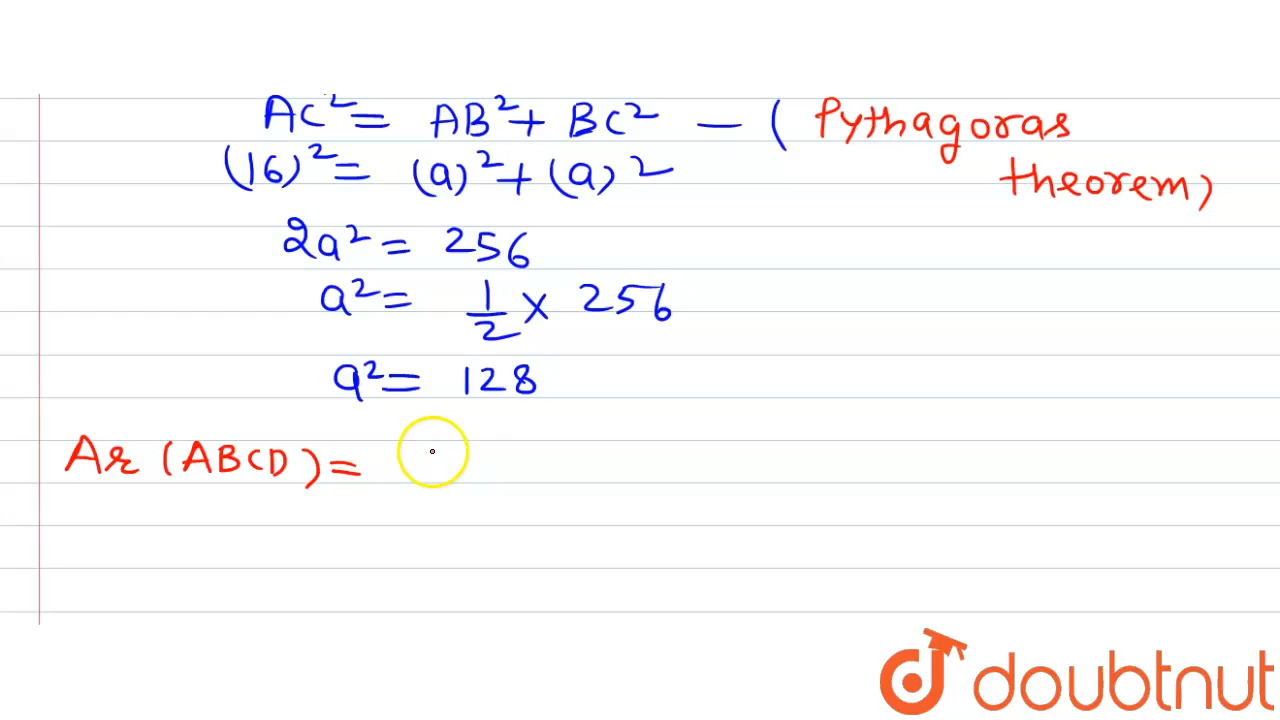 AC² = AB² + BC² — ( Pythagoras theorem)
(16)² = (a)² + (a)²
2a² = 256
a² = 1/2 × 256
a² = 128
Ar (ABCD) =
doubtnut